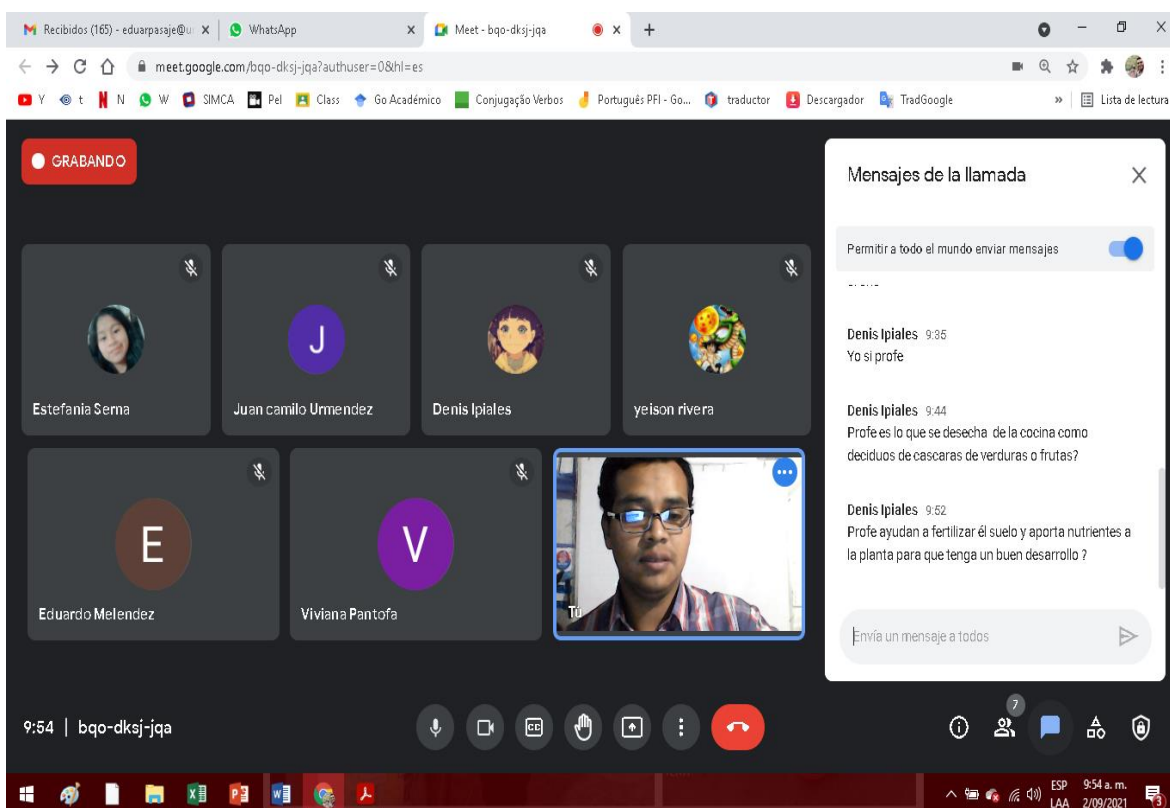 Recibidos (165) - eduarpasaje@u
WhatsApp
Meet - bqo-dksj-jqa
meet.google.com/bqo-dksj-jqa?authuser=0&hl=es
Y
t
N
W
SIMCA
Pel
Class
Go Académico
Conjugação Verbos
Português PFI - Go...
traductor
Descargador
TradGoogle
»
Lista de lectura
GRABANDO
Mensajes de la llamada
Permitir a todo el mundo enviar mensajes
Denis Ipiales 9:35
Yo si profe
Denis Ipiales 9:44
Profe es lo que se desecha de la cocina como
deciduos de cascaras de verduras o frutas?
Denis Ipiales 9:52
Profe ayudan a fertilizar él suelo y aporta nutrientes a
la planta para que tenga un buen desarrollo ?
Envía un mensaje a todos
Estefania Serna
J
Juan camilo Urmendez
Denis Ipiales
yeison rivera
E
Eduardo Melendez
V
Viviana Pantofa
Tú
9:54 | bqo-dksj-jqa
CC
7
ESP
LAA
9:54 a. m.
2/09/2021
3